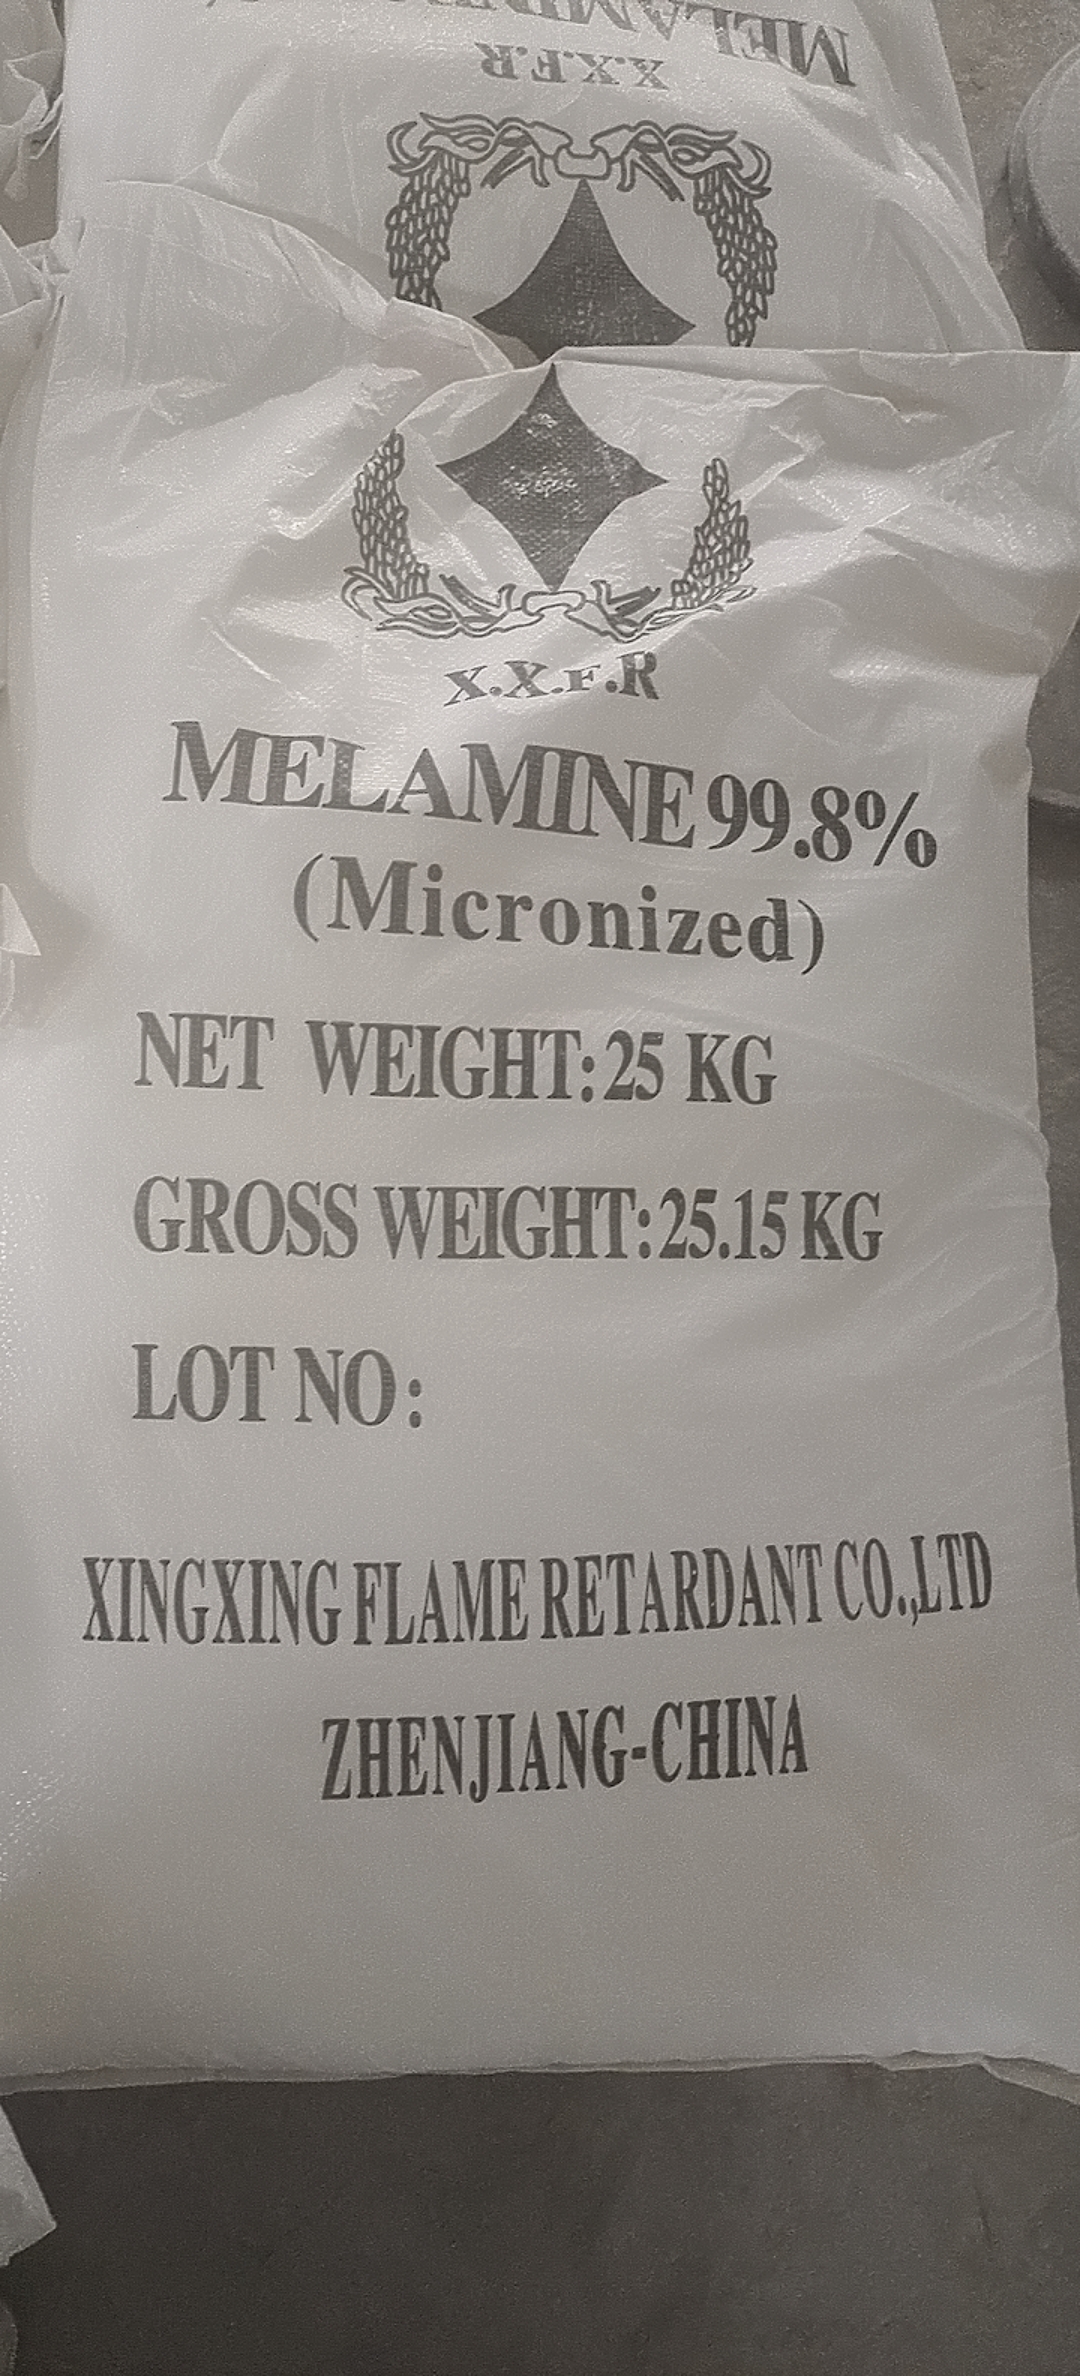 MELAMINE
X.X.F.R
X.X.F.R
MELAMINE 99.8%
(Micronized)
NET WEIGHT: 25 KG
GROSS WEIGHT: 25.15 KG
LOT NO:
XINGXING FLAME RETARDANT CO.,LTD
ZHENJIANG-CHINA